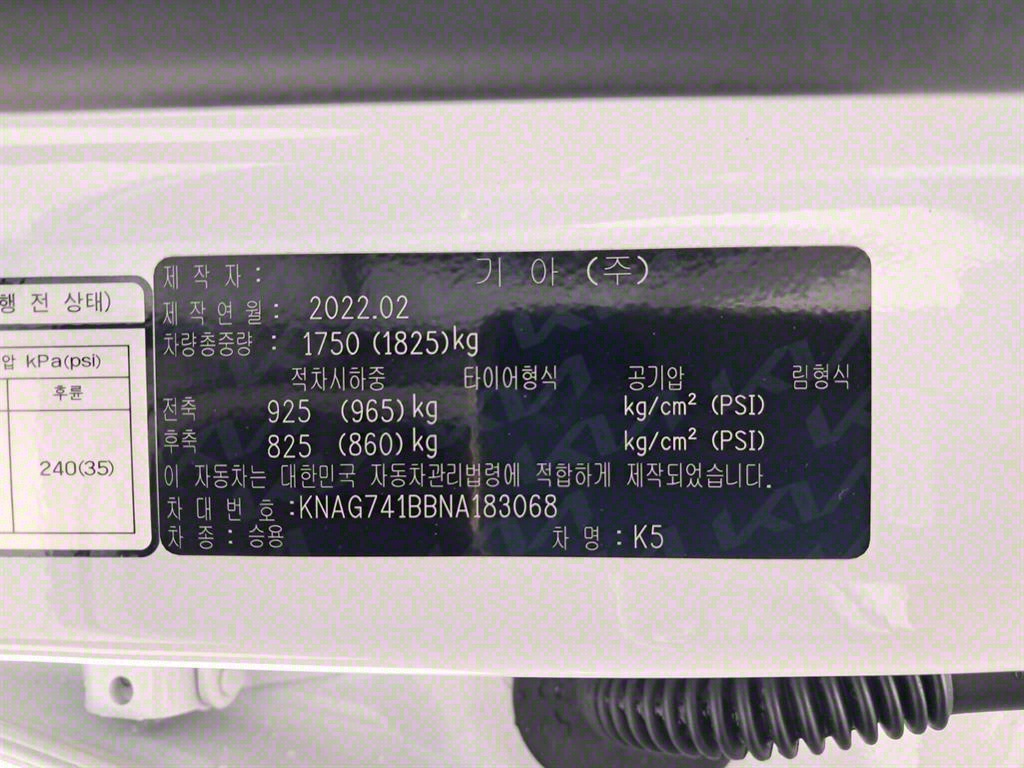 행 전 상태)
압 kPa(psi)
후륜
240(35)
제 작 자 : 기 아 (주)
제 작 연 월 : 2022.02
차량총중량 : 1750 (1825)kg
적차시하중 타이어형식 공기압 림형식
전축 925 (965)kg kg/cm² (PSI)
후축 825 (860)kg kg/cm² (PSI)
이 자동차는 대한민국 자동차관리법령에 적합하게 제작되었습니다.
차 대 번 호 :KNAG741BBNA183068
차 종 : 승용 차 명 :K5